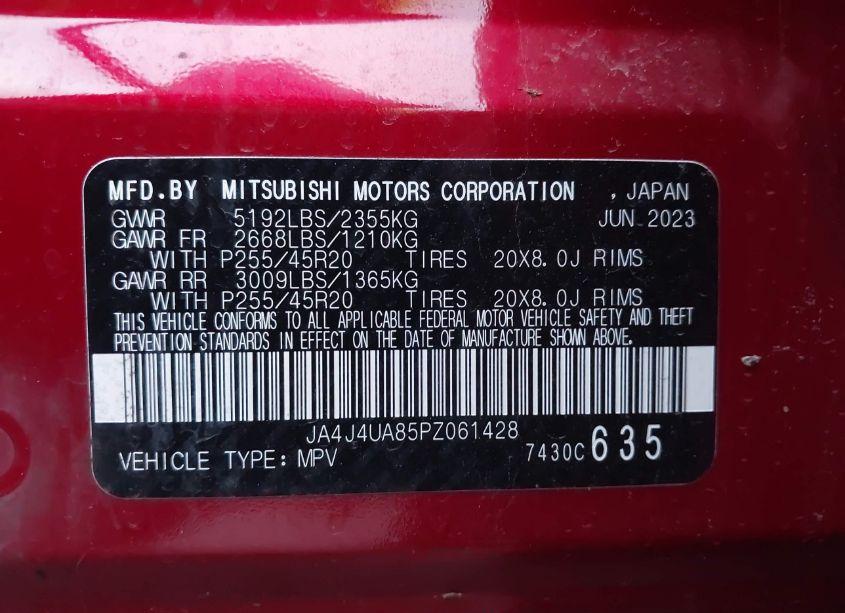 MFD.BY MITSUBISHI MOTORS CORPORATION , JAPAN
GVWR 5192LBS/2355KG JUN 2023
GAWR FR 2668LBS/1210KG
WITH P255/45R20 TIRES 20X8.0J RIMS
GAWR RR 3009LBS/1365KG
WITH P255/45R20 TIRES 20X8.0J RIMS
THIS VEHICLE CONFORMS TO ALL APPLICABLE FEDERAL MOTOR VEHICLE SAFETY AND THEFT
PREVENTION STANDARDS IN EFFECT ON THE DATE OF MANUFACTURE SHOWN ABOVE.
JA4J4UA85PZ061428
VEHICLE TYPE: MPV 7430C 635